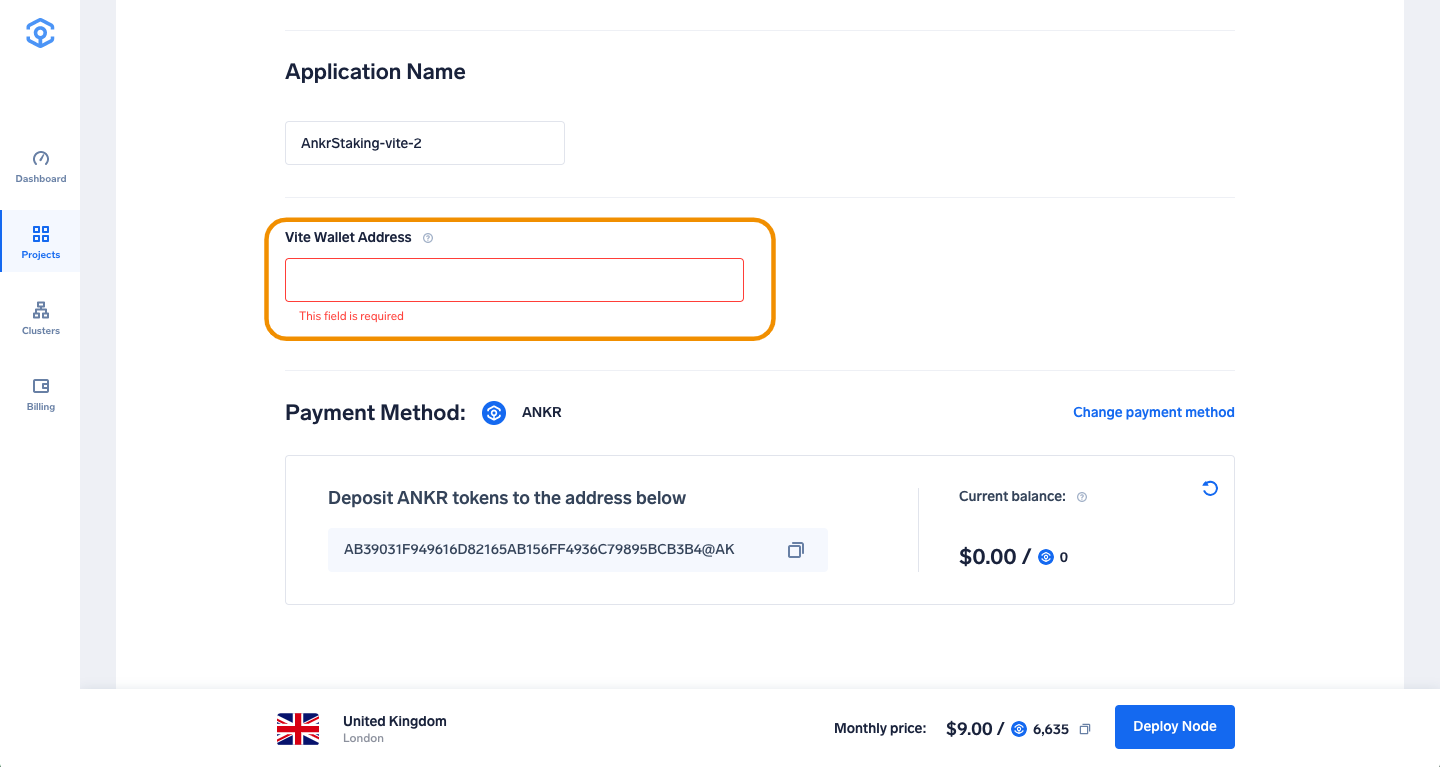 Application Name
AnkrStaking-vite-2
Dashboard
Projects
Clusters
Billing
Vite Wallet Address
This field is required
Payment Method: ANKR
Change payment method
Deposit ANKR tokens to the address below
AB39031F949616D82165AB156FF4936C79895BCB3B4@AK
Current balance:
$0.00 / 0
United Kingdom
London
Monthly price: $9.00 / 6,635
Deploy Node